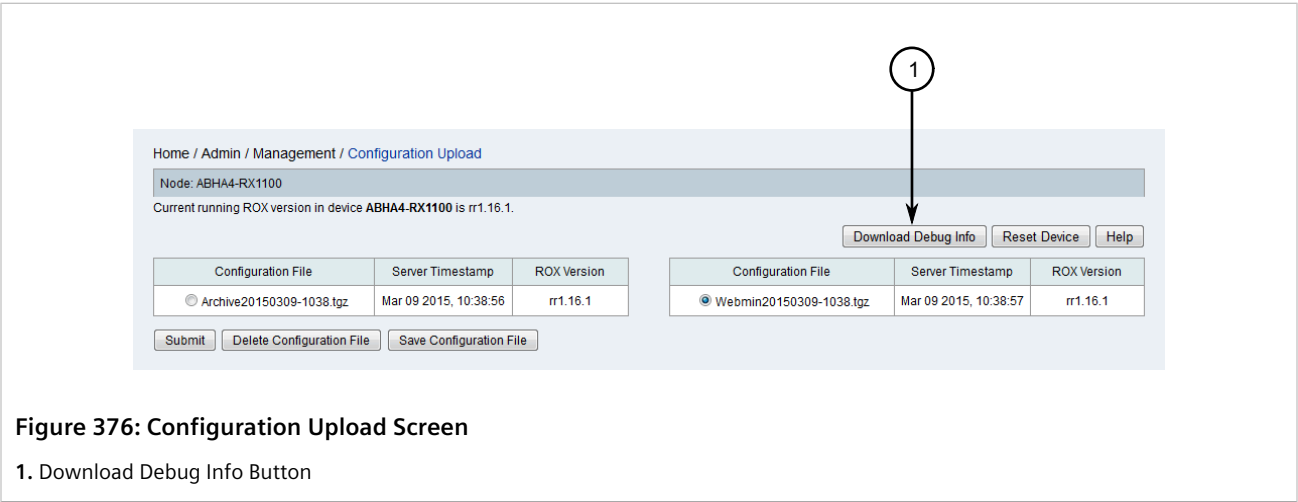 1
Home / Admin / Management / Configuration Upload
Node: ABHA4-RX1100
Current running ROX version in device ABHA4-RX1100 is rr1.16.1.
Download Debug Info Reset Device Help
Configuration File Server Timestamp ROX Version
Archive20150309-1038.tgz Mar 09 2015, 10:38:56 rr1.16.1
Configuration File Server Timestamp ROX Version
Webmin20150309-1038.tgz Mar 09 2015, 10:38:57 rr1.16.1
Submit Delete Configuration File Save Configuration File
Figure 376: Configuration Upload Screen
1. Download Debug Info Button